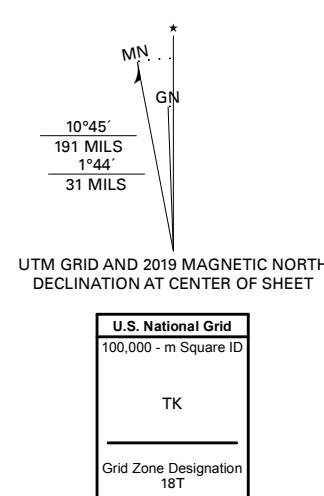 ★
MN
GN
10°45´
191 MILS
1°44´
31 MILS
UTM GRID AND 2019 MAGNETIC NORTH
DECLINATION AT CENTER OF SHEET
U.S. National Grid
100,000 - m Square ID
TK
Grid Zone Designation
18T